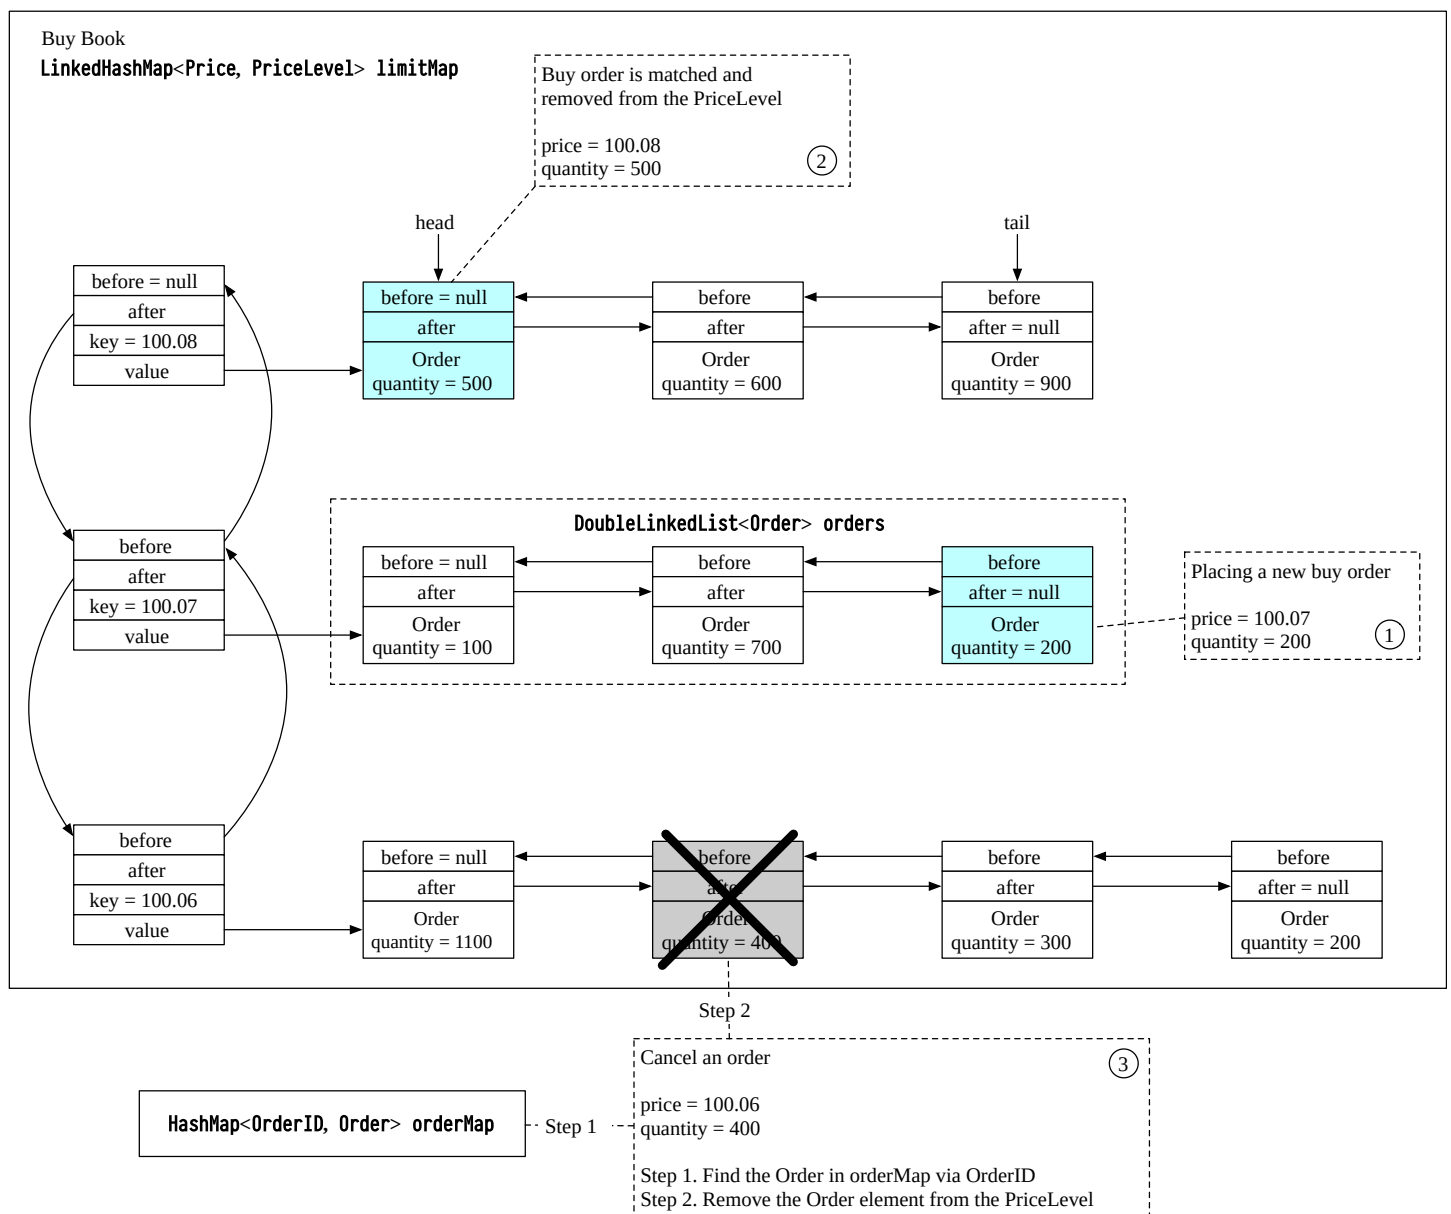 Buy Book
LinkedHashMap<Price, PriceLevel> limitMap
Buy order is matched and
removed from the PriceLevel
price = 100.08
quantity = 500
2
head
tail
before = null
after
key = 100.08
value
before = null
after
Order
quantity = 500
before
after
Order
quantity = 600
before
after = null
Order
quantity = 900
DoubleLinkedList<Order> orders
before
after
key = 100.07
value
before = null
after
Order
quantity = 100
before
after
Order
quantity = 700
before
after = null
Order
quantity = 200
Placing a new buy order
price = 100.07
quantity = 200
1
before
after
key = 100.06
value
before = null
after
Order
quantity = 1100
before
after
Order
quantity = 400
before
after
Order
quantity = 300
before
after = null
Order
quantity = 200
Step 2
Cancel an order
3
price = 100.06
quantity = 400
HashMap<OrderID, Order> orderMap
Step 1
Step 1. Find the Order in orderMap via OrderID
Step 2. Remove the Order element from the PriceLevel